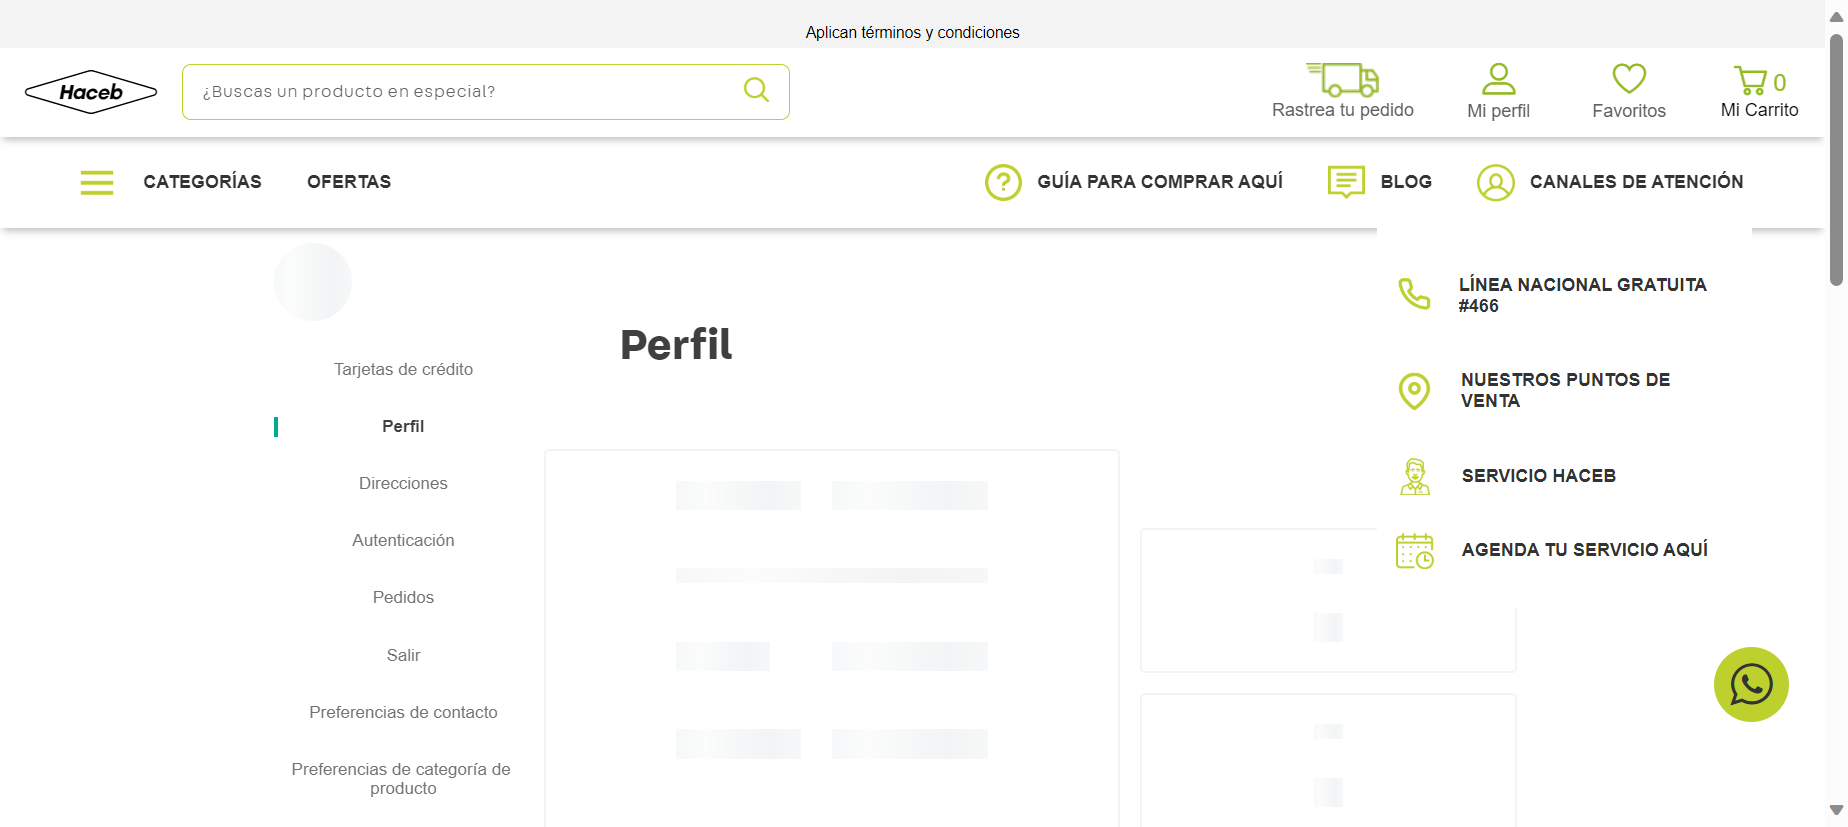 Aplican términos y condiciones
Haceb
¿Buscas un producto en especial?
Rastrea tu pedido
Mi perfil
Favoritos
0
Mi Carrito
CATEGORÍAS
OFERTAS
GUÍA PARA COMPRAR AQUÍ
BLOG
CANALES DE ATENCIÓN
LÍNEA NACIONAL GRATUITA
#466
NUESTROS PUNTOS DE
VENTA
SERVICIO HACEB
AGENDA TU SERVICIO AQUÍ
Perfil
Tarjetas de crédito
Perfil
Direcciones
Autenticación
Pedidos
Salir
Preferencias de contacto
Preferencias de categoría de
producto